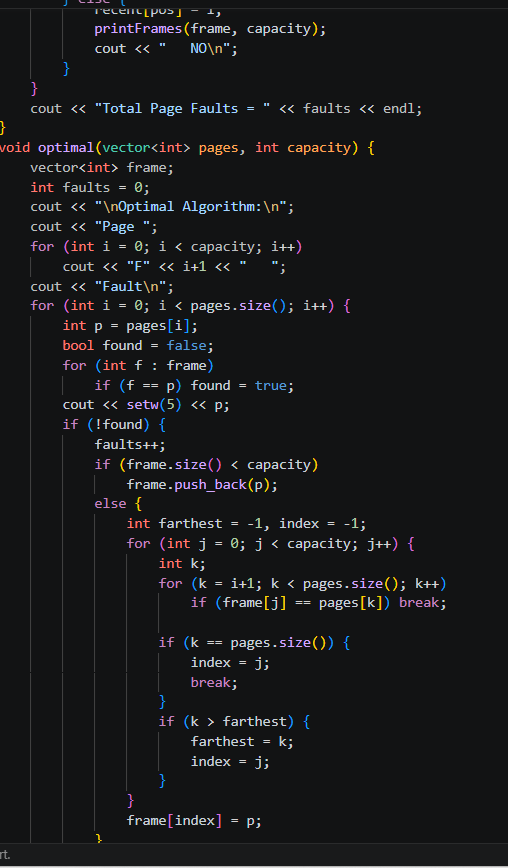 } else {
recent[pos] = i;
printFrames(frame, capacity);
cout << "   NO\n";
}
}
cout << "Total Page Faults = " << faults << endl;
}
void optimal(vector<int> pages, int capacity) {
vector<int> frame;
int faults = 0;
cout << "\nOptimal Algorithm:\n";
cout << "Page ";
for (int i = 0; i < capacity; i++)
cout << "F" << i+1 << "   ";
cout << "Fault\n";
for (int i = 0; i < pages.size(); i++) {
int p = pages[i];
bool found = false;
for (int f : frame)
if (f == p) found = true;
cout << setw(5) << p;
if (!found) {
faults++;
if (frame.size() < capacity)
frame.push_back(p);
else {
int farthest = -1, index = -1;
for (int j = 0; j < capacity; j++) {
int k;
for (k = i+1; k < pages.size(); k++)
if (frame[j] == pages[k]) break;
if (k == pages.size()) {
index = j;
break;
}
if (k > farthest) {
farthest = k;
index = j;
}
}
frame[index] = p;
}
rt.